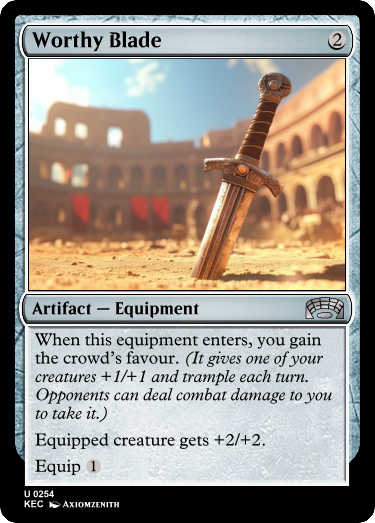 Worthy Blade 2
Artifact — Equipment
When this equipment enters, you gain
the crowd's favour. (It gives one of your
creatures +1/+1 and trample each turn.
Opponents can deal combat damage to you
to take it.)
Equipped creature gets +2/+2.
Equip 1
U 0254
KEC Axiomzenith